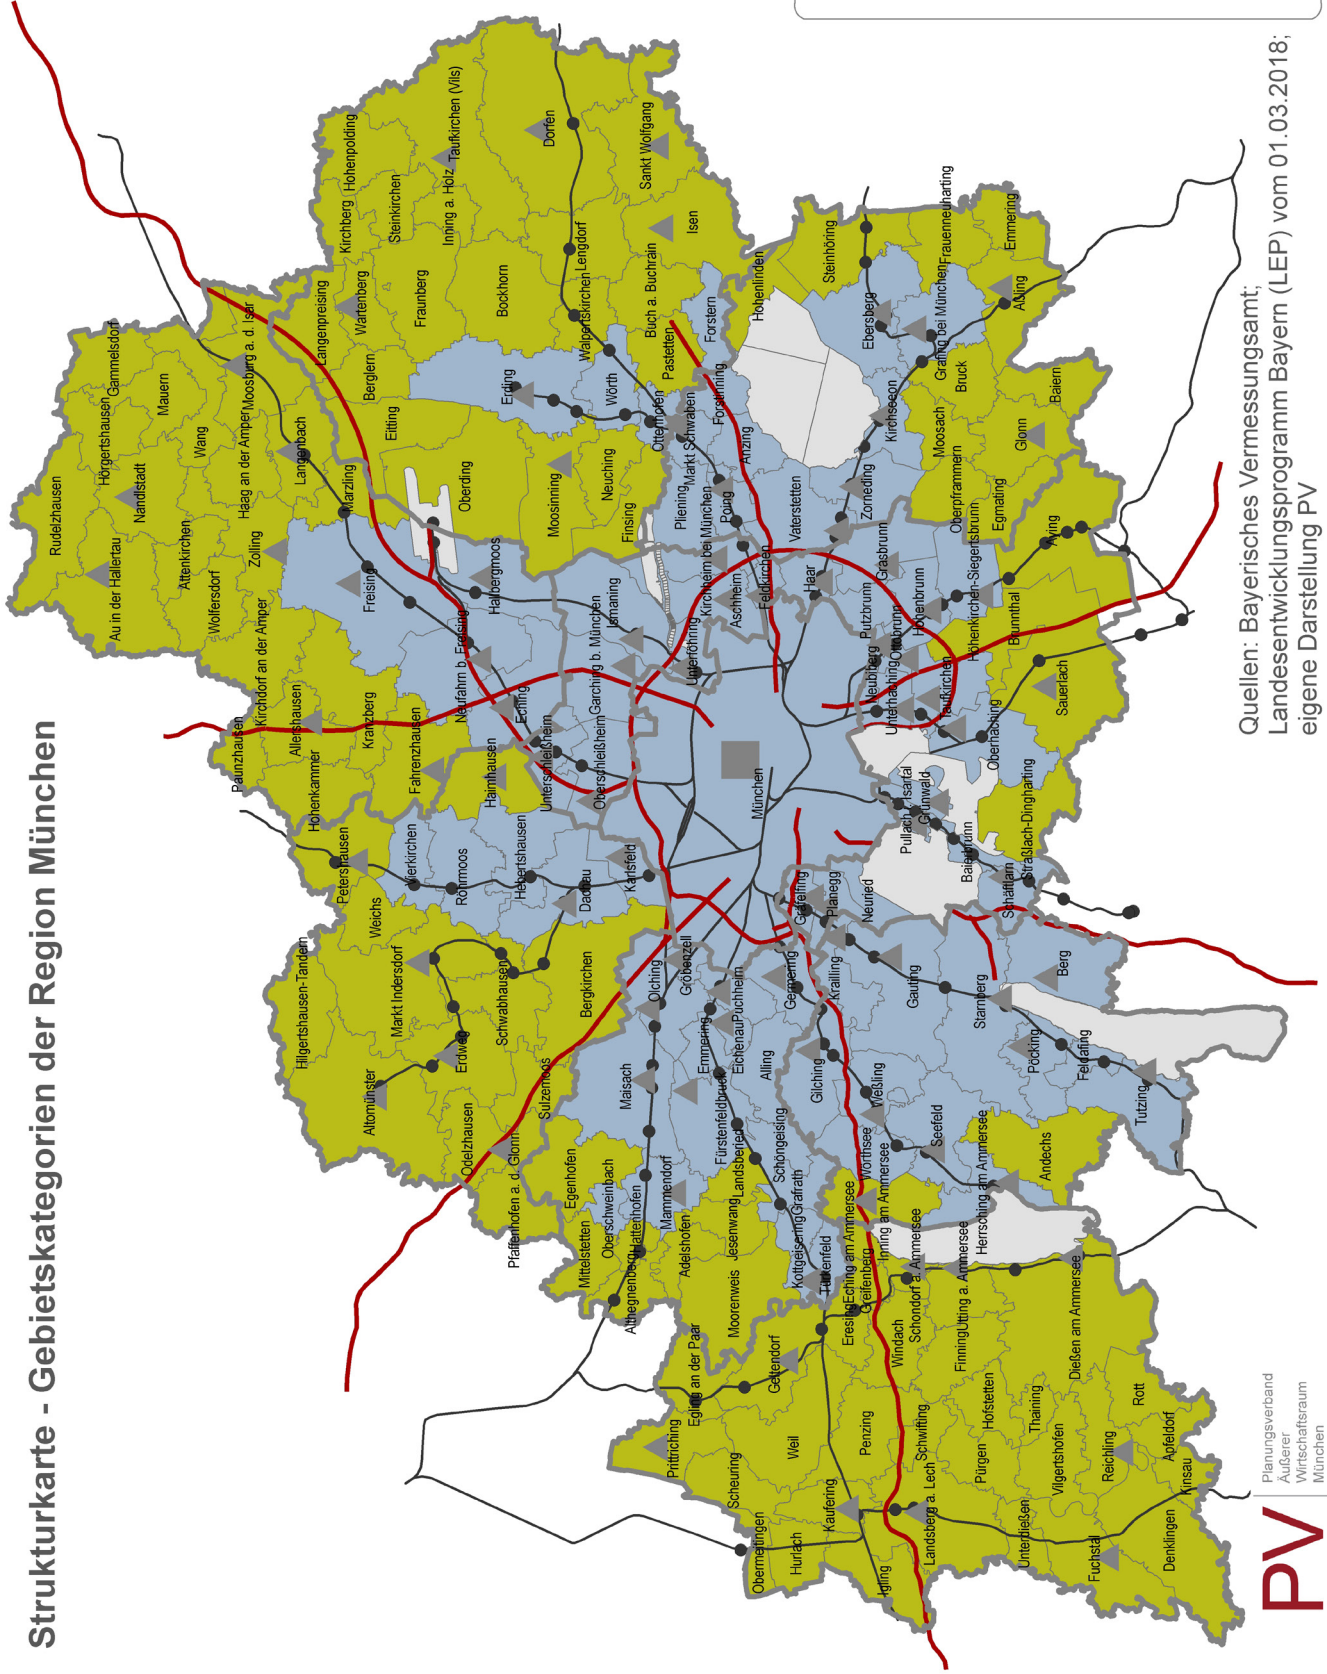 Strukturkarte - Gebietskategorien der Region München
Prittriching
Egling an der Paar
Scheuring
Obermeitingen
Hurlach
Weil
Geltendorf
Kaufering
Penzing
Igling
Landsberg a. Lech
Schwifting
Windach
Eresing
Eching am Ammersee
Greifenberg
Schondorf a. Ammersee
Finning
Utting a. Ammersee
Pürgen
Hofstetten
Unterdießen
Thaining
Vilgertshofen
Dießen am Ammersee
Fuchstal
Reichling
Rott
Denklingen
Apfeldorf
Kinsau
Mittelstetten
Egenhofen
Oberschweinbach
Althegnenberg
Hattenhofen
Mammendorf
Adelshofen
Jesenwang
Landsberied
Moorenweis
Maisach
Olching
Gröbenzell
Emmering
Fürstenfeldbruck
Eichenau
Puchheim
Alling
Germering
Schöngeising
Grafrath
Kottgeisering
Türkenfeld
Inning am Ammersee
Wörthsee
Weßling
Gilching
Krailling
Gauting
Seefeld
Herrsching am Ammersee
Andechs
Starnberg
Berg
Pöcking
Feldafing
Tutzing
Hilgertshausen-Tandern
Altomünster
Markt Indersdorf
Weichs
Petershausen
Vierkirchen
Röhrmoos
Erdweg
Schwabhausen
Hebertshausen
Haimhausen
Odelzhausen
Pfaffenhofen a. d. Glonn
Sulzemoos
Bergkirchen
Dachau
Karlsfeld
Rudelzhausen
Au in der Hallertau
Nandlstadt
Hörgertshausen
Gammelsdorf
Mauern
Attenkirchen
Wolfersdorf
Wang
Haag an der Amper
Moosburg a. d. Isar
Zolling
Kirchdorf an der Amper
Paunzhausen
Allershausen
Hohenkammer
Kranzberg
Fahrenzhausen
Langenbach
Marzling
Freising
Hallbergmoos
Neufahrn b. Freising
Eching
Langenpreising
Wartenberg
Kirchberg
Hohenpolding
Steinkirchen
Inning a. Holz
Taufkirchen (Vils)
Berglern
Fraunberg
Eitting
Bockhorn
Oberding
Erding
Dorfen
Lengdorf
Walpertskirchen
Wörth
Moosinning
Neuching
Finsing
Ottenhofen
Buch a. Buchrain
Pastetten
Forstern
Isen
Sankt Wolfgang
Unterschleißheim
Oberschleißheim
Garching b. München
Ismaning
Unterföhring
Aschheim
Kirchheim bei München
Feldkirchen
Haar
München
Gräfelfing
Planegg
Neuried
Pullach i. Isartal
Grünwald
Baierbrunn
Schäftlarn
Straßlach-Dingharting
Oberhaching
Unterhaching
Taufkirchen
Neubiberg
Ottobrunn
Putzbrunn
Hohenbrunn
Grasbrunn
Höhenkirchen-Siegertsbrunn
Brunnthal
Sauerlach
Aying
Pliening
Poing
Markt Schwaben
Anzing
Forstinning
Hohenlinden
Vaterstetten
Zorneding
Kirchseeon
Ebersberg
Steinhöring
Grafing bei München
Frauenneuharting
Emmering
Aßling
Bruck
Moosach
Oberpframmern
Egmating
Glonn
Baiern
Quellen: Bayerisches Vermessungsamt;
Landesentwicklungsprogramm Bayern (LEP) vom 01.03.2018;
eigene Darstellung PV
PV
Planungsverband
Äußerer
Wirtschaftsraum
München